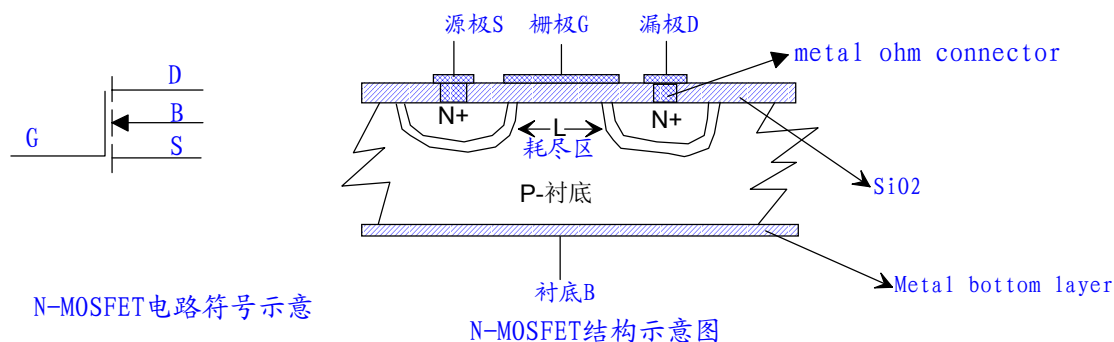 源极S
栅极G
漏极D
metal ohm connector
D
B
G
S
N+
L
N+
耗尽区
P-衬底
SiO2
Metal bottom layer
衬底B
N-MOSFET电路符号示意
N-MOSFET结构示意图